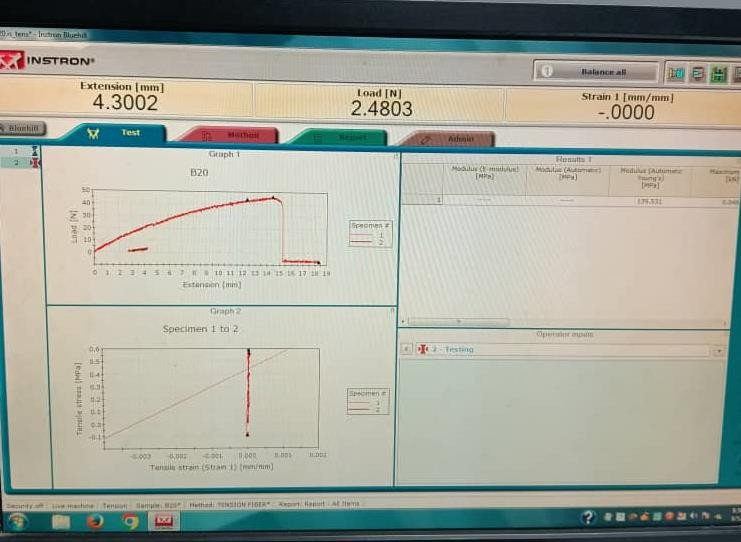 Instron Bluehill
INSTRON®
Balance all
Extension [mm]
4.3002
Load [N]
2.4803
Strain 1 [mm/mm]
-.0000
Bluehill
Test
Method
Report
Admin
1
2
Graph 1
B20
Load [N]
50
40
30
20
10
0
0 1 2 3 4 5 6 7 8 9 10 11 12 13 14 15 16 17 18 19
Extension [mm]
Specimen #
1
2
Graph 2
Specimen 1 to 2
Tensile stress [MPa]
0.6
0.5
0.4
0.3
0.2
0.1
0.0
-0.1
-0.003 -0.002 -0.001 0.000 0.001 0.002
Tensile strain (Strain 1) [mm/mm]
Specimen #
1
2
Results 1
Modulus (E-modulus)
[MPa]
Modulus (Automatic)
[MPa]
Modulus (Automatic
Young's)
[MPa]
Maximum
1 ----- -----
Operator inputs
2 - Testing
Security off Live machine Tension Sample: B20* Method: TENSION FIBER* Report: Report - All Items